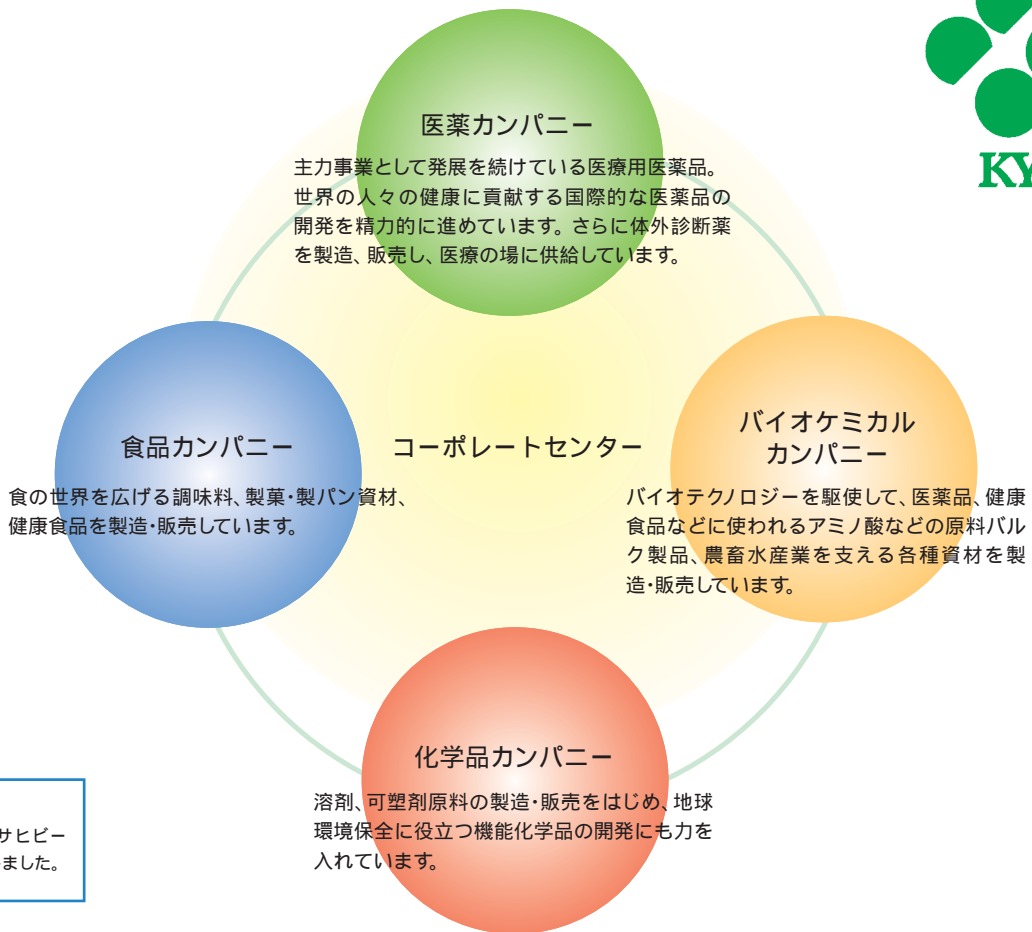 医薬カンパニー
主力事業として発展を続けている医療用医薬品。
世界の人々の健康に貢献する国際的な医薬品の
開発を精力的に進めています。さらに体外診断薬
を製造、販売し、医療の場に供給しています。
KY
食品カンパニー
食の世界を広げる調味料、製菓・製パン資材、
健康食品を製造・販売しています。
コーポレートセンター
バイオケミカル
カンパニー
バイオテクノロジーを駆使して、医薬品、健康
食品などに使われるアミノ酸などの原料バル
ク製品、農畜水産業を支える各種資材を製
造・販売しています。
化学品カンパニー
溶剤、可塑剤原料の製造・販売をはじめ、地球
環境保全に役立つ機能化学品の開発にも力を
入れています。
サヒビー
ました。